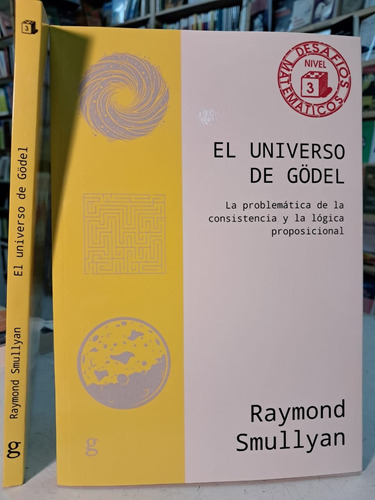 3
El universo de Gödel
Raymond Smullyan
g
DESAFÍOS
NIVEL
3
MATEMÁTICOS
EL UNIVERSO
DE GÖDEL
La problemática de la
consistencia y la lógica
proposicional
g
Raymond
Smullyan